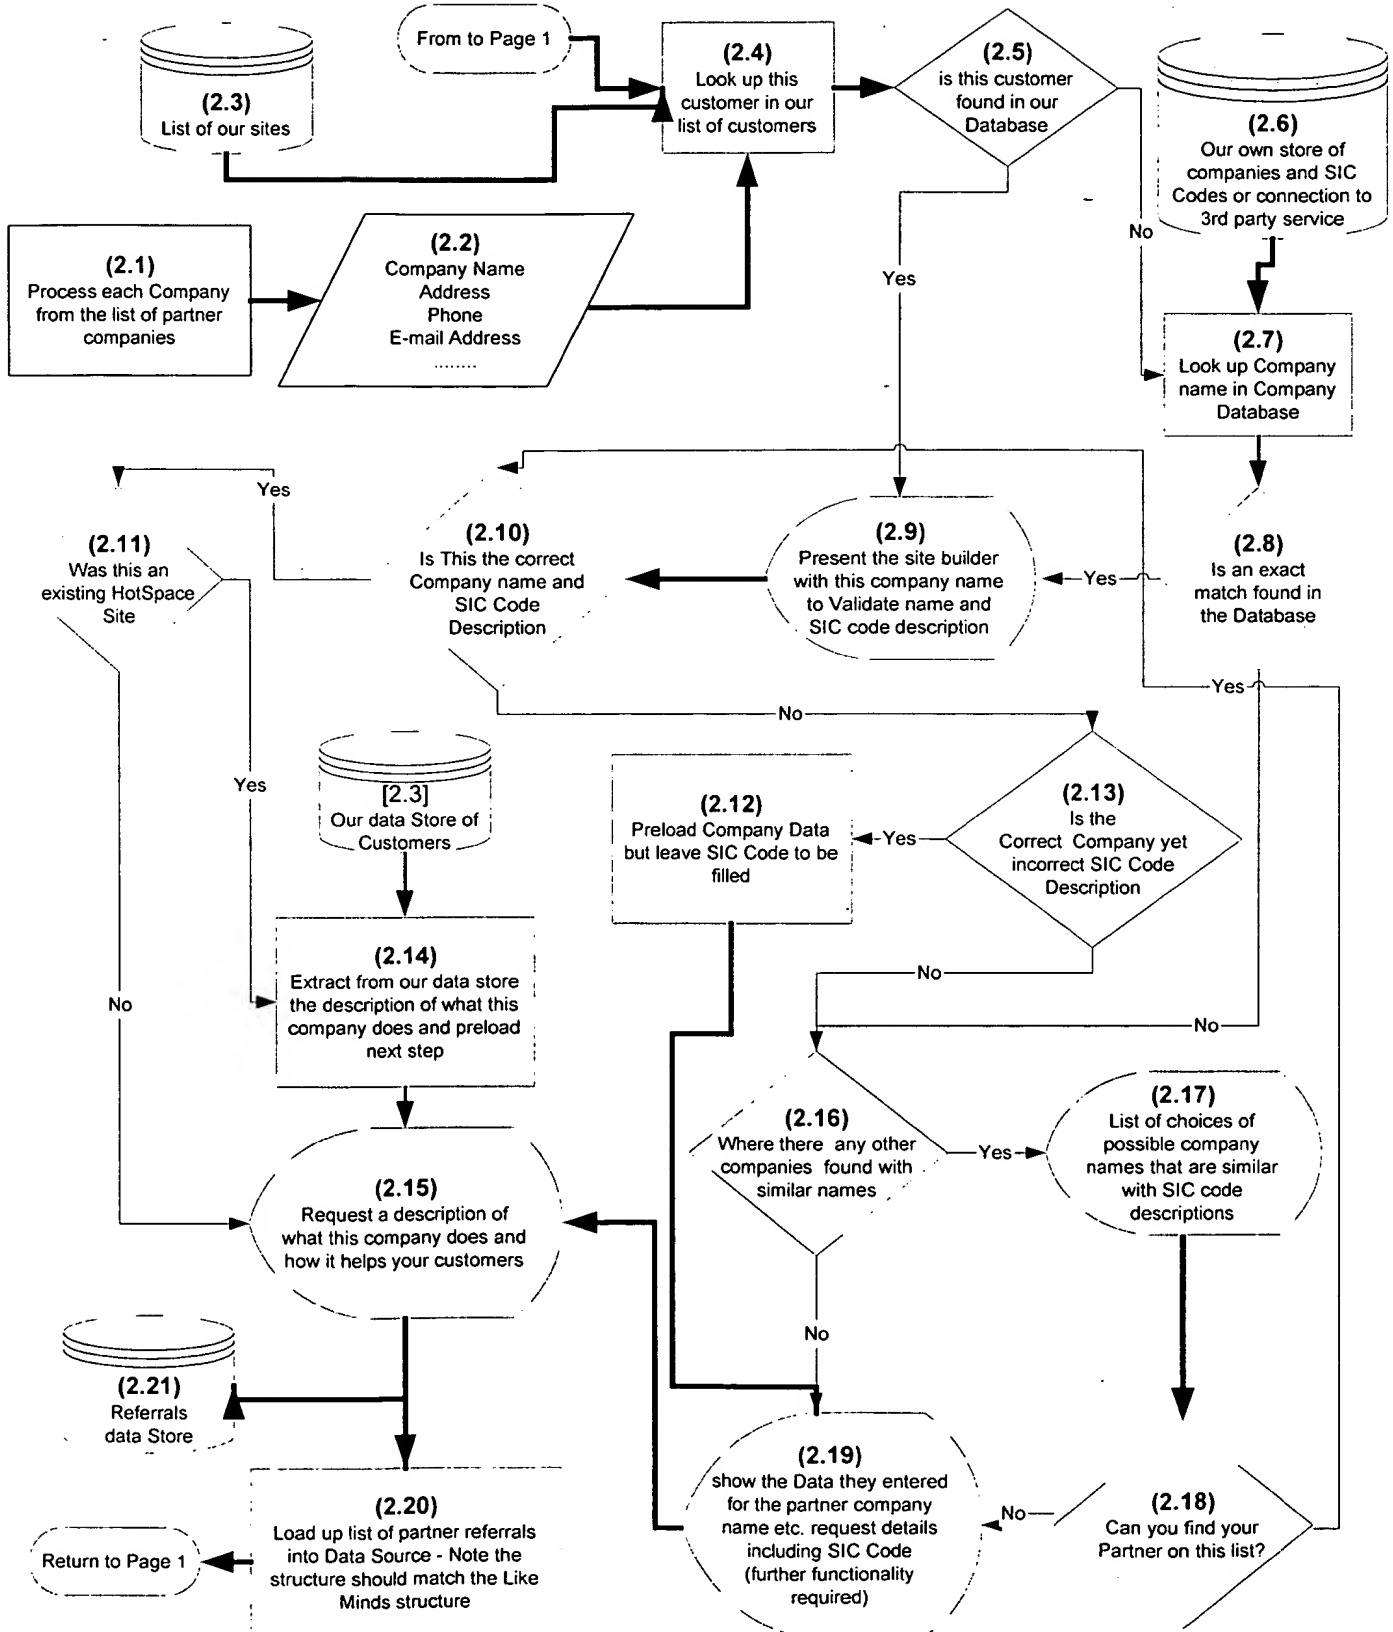 From to Page 1
(2.3)
List of our sites
(2.4)
Look up this
customer in our
list of customers
(2.5)
is this customer
found in our
Database
(2.6)
Our own store of
companies and SIC
Codes or connection to
3rd party service
No
Yes
(2.1)
Process each Company
from the list of partner
companies
(2.2)
Company Name
Address
Phone
E-mail Address
........
(2.7)
Look up Company
name in Company
Database
Yes
(2.11)
Was this an
existing HotSpace
Site
(2.10)
Is This the correct
Company name and
SIC Code
Description
(2.9)
Present the site builder
with this company name
to Validate name and
SIC code description
Yes
(2.8)
Is an exact
match found in
the Database
Yes
No
Yes
[2.3]
Our data Store of
Customers
(2.12)
Preload Company Data
but leave SIC Code to be
filled
Yes
(2.13)
Is the
Correct Company yet
incorrect SIC Code
Description
No
No
No
(2.14)
Extract from our data store
the description of what this
company does and preload
next step
(2.16)
Where there any other
companies found with
similar names
Yes
(2.17)
List of choices of
possible company
names that are similar
with SIC code
descriptions
(2.15)
Request a description of
what this company does and
how it helps your customers
No
(2.21)
Referrals
data Store
(2.19)
show the Data they entered
for the partner company
name etc. request details
including SIC Code
(further functionality
required)
No
(2.18)
Can you find your
Partner on this list?
(2.20)
Load up list of partner referrals
into Data Source - Note the
structure should match the Like
Minds structure
Return to Page 1